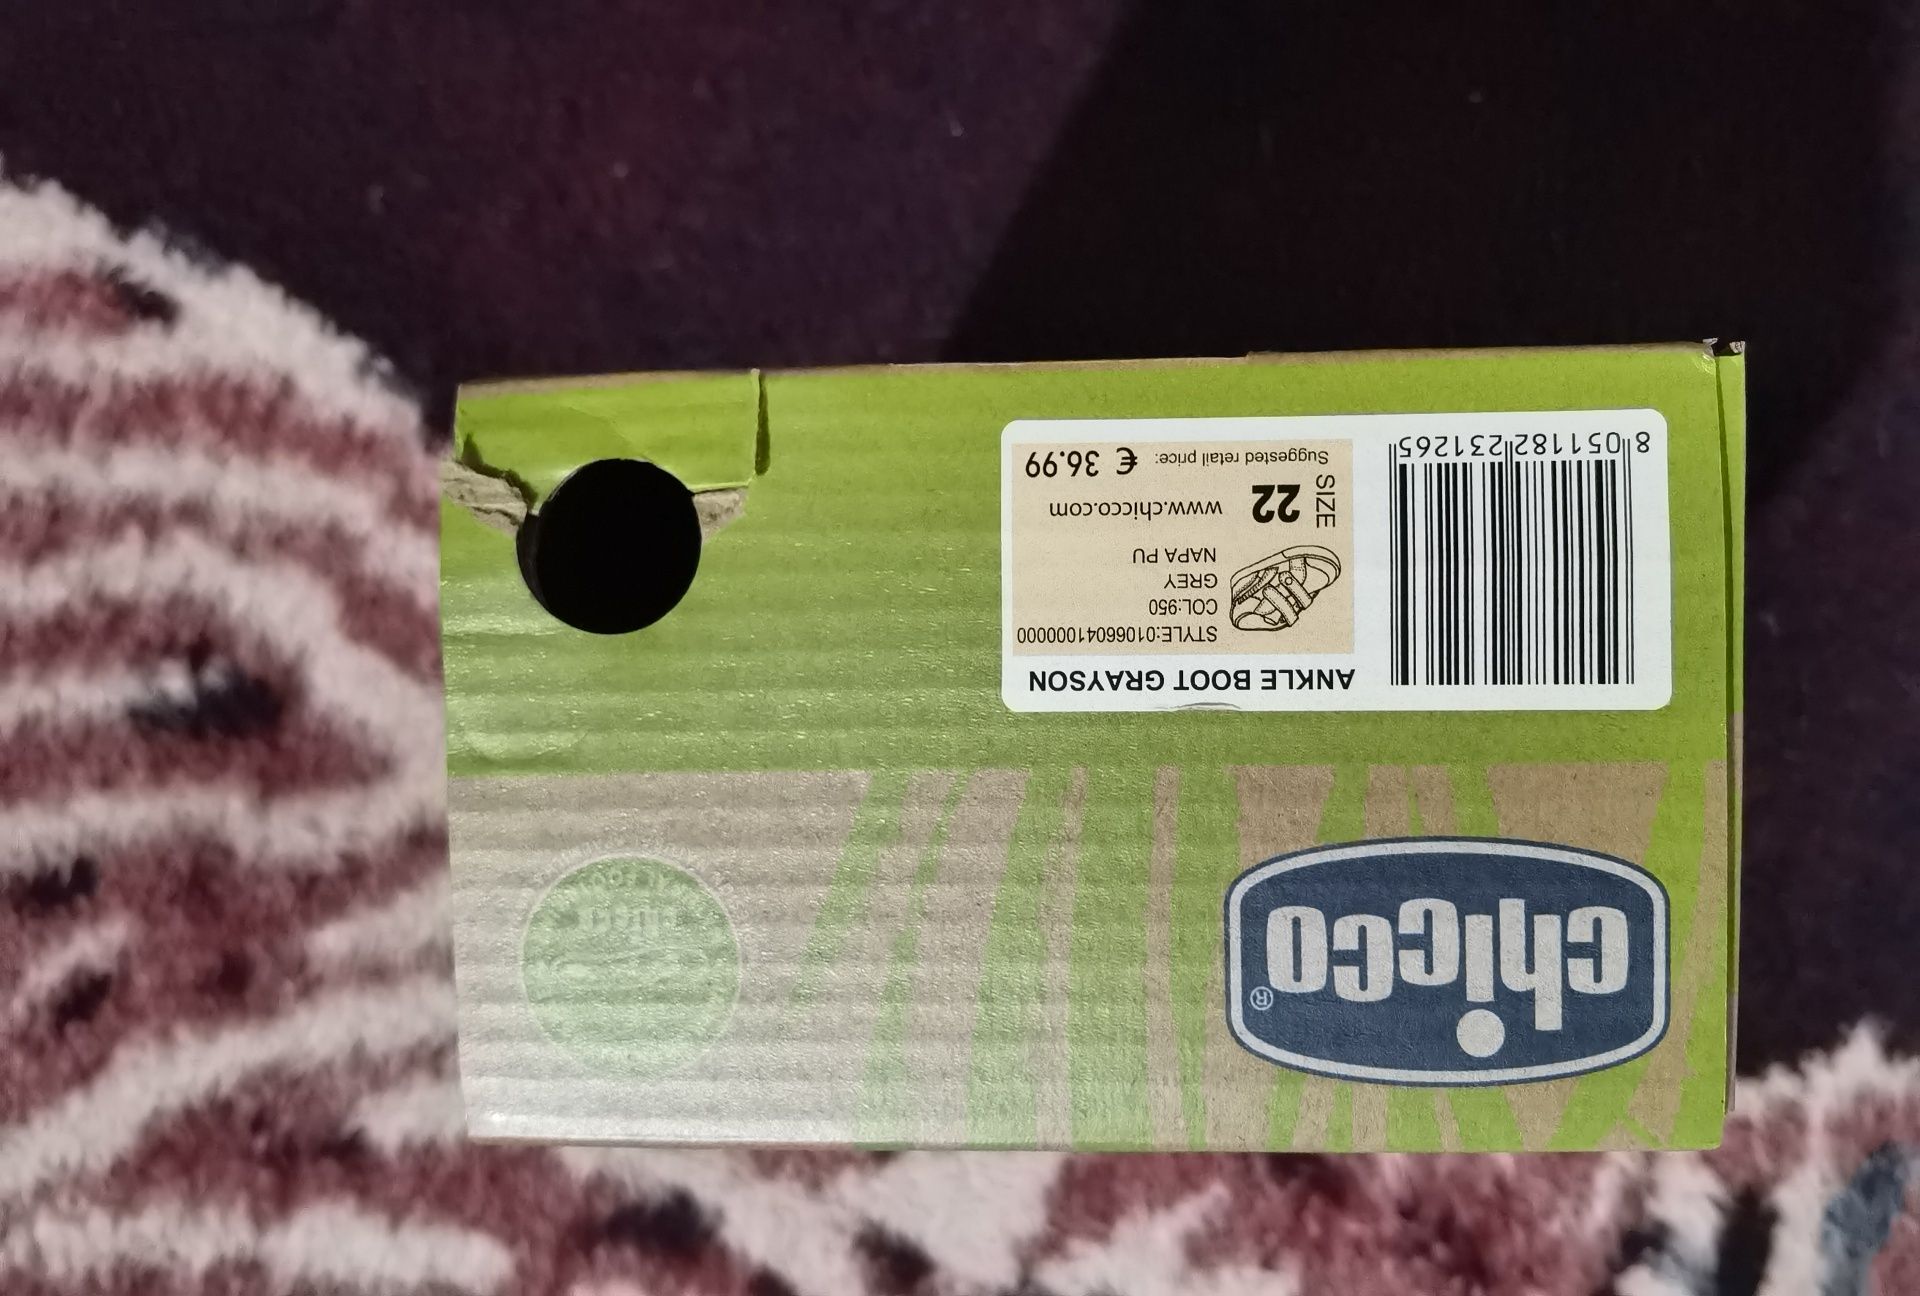 chicco®
ANKLE BOOT GRAYSON
STYLE:01066041000000
COL:950
GREY
NAPA PU
SIZE
22
www.chicco.com
Suggested retail price: € 36.99
8 051182 231265
chicco